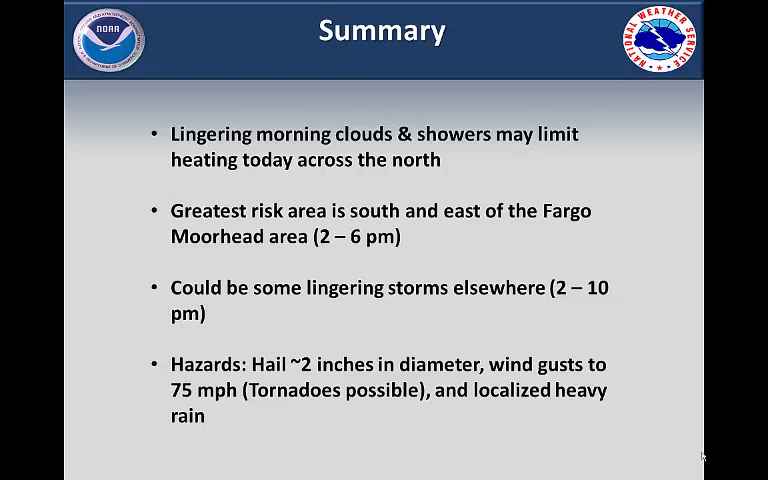 NOAA
Summary
NATIONAL WEATHER SERVICE
• Lingering morning clouds & showers may limit
heating today across the north
• Greatest risk area is south and east of the Fargo
Moorhead area (2 – 6 pm)
• Could be some lingering storms elsewhere (2 – 10
pm)
• Hazards: Hail ~2 inches in diameter, wind gusts to
75 mph (Tornadoes possible), and localized heavy
rain